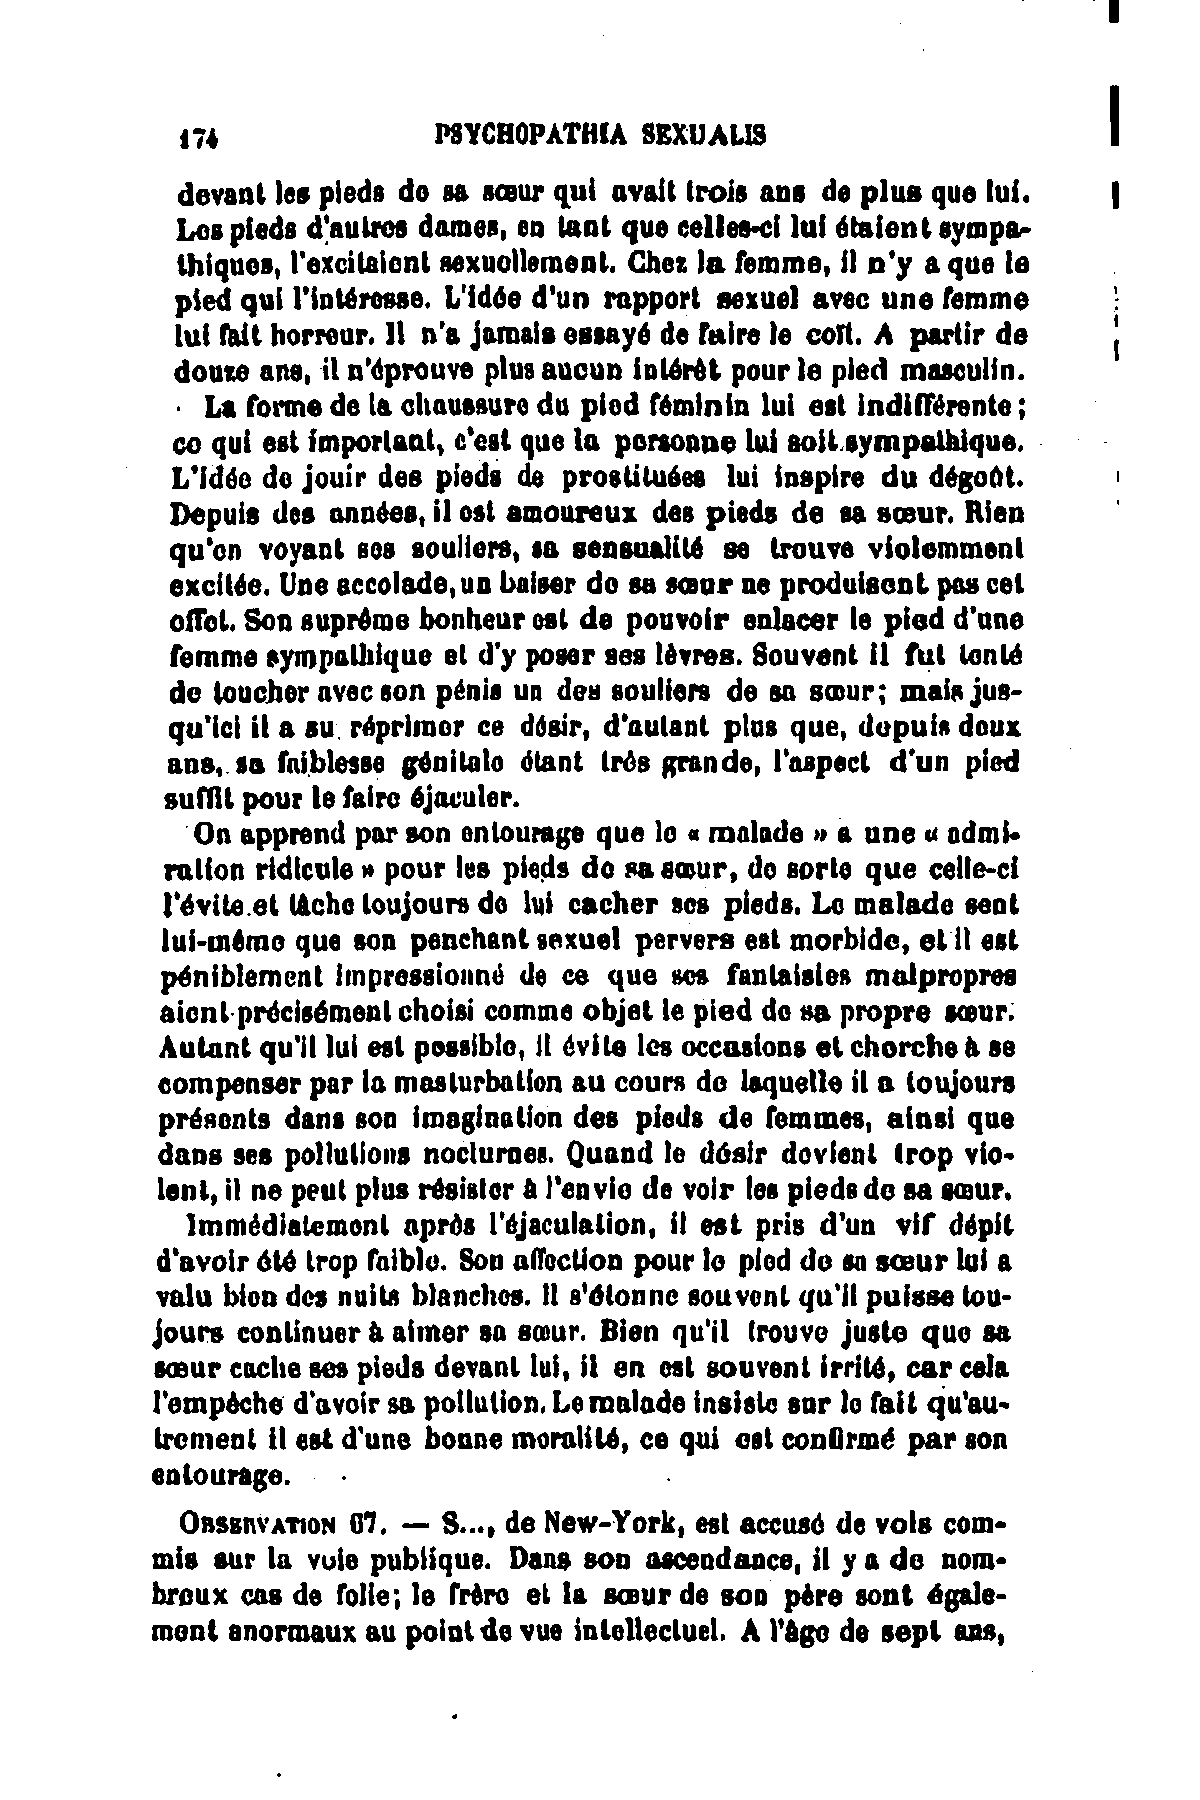 174 PSYCHOPATHIA SEXUALIS
devant les pieds de sa sœur qui avait trois ans de plus que lui.
Les pieds d'autres dames, en tant que celles-ci lui étaient sympa-
thiques, l'excitaient sexuellement. Chez la femme, il n'y a que le
pied qui l'intéresse. L'idée d'un rapport sexuel avec une femme
lui fait horreur. Il n'a jamais essayé de faire le coït. A partir de
douze ans, il n'éprouve plus aucun intérêt pour le pied masculin.
La forme de la chaussure du pied féminin lui est indifférente ;
ce qui est important, c'est que la personne lui soit sympathique.
L'idée de jouir des pieds de prostituées lui inspire du dégoût.
Depuis des années, il est amoureux des pieds de sa sœur. Rien
qu'en voyant ses souliers, sa sensualité se trouve violemment
excitée. Une accolade, un baiser de sa sœur ne produisent pas cet
effet. Son suprême bonheur est de pouvoir enlacer le pied d'une
femme sympathique et d'y poser ses lèvres. Souvent il fut tenté
de toucher avec son pénis un des souliers de sa sœur ; mais jus-
qu'ici il a su réprimer ce désir, d'autant plus que, depuis deux
ans, sa faiblesse génitale étant très grande, l'aspect d'un pied
suffit pour le faire éjaculer.
On apprend par son entourage que le « malade » a une « admi-
ration ridicule » pour les pieds de sa sœur, de sorte que celle-ci
l'évite et tâche toujours de lui cacher ses pieds. Le malade sent
lui-même que son penchant sexuel pervers est morbide, et il est
péniblement impressionné de ce que ses fantaisies malpropres
aient précisément choisi comme objet le pied de sa propre sœur.
Autant qu'il lui est possible, il évite les occasions et cherche à se
compenser par la masturbation au cours de laquelle il a toujours
présents dans son imagination des pieds de femmes, ainsi que
dans ses pollutions nocturnes. Quand le désir devient trop vio-
lent, il ne peut plus résister à l'envie de voir les pieds de sa sœur.
Immédiatement après l'éjaculation, il est pris d'un vif dépit
d'avoir été trop faible. Son affection pour le pied de sa sœur lui a
valu bien des nuits blanches. Il s'étonne souvent qu'il puisse tou-
jours continuer à aimer sa sœur. Bien qu'il trouve juste que sa
sœur cache ses pieds devant lui, il en est souvent irrité, car cela
l'empêche d'avoir sa pollution. Le malade insiste sur le fait qu'au-
trement il est d'une bonne moralité, ce qui est confirmé par son
entourage.
OBSERVATION 67. — S..., de New-York, est accusé de vols com-
mis sur la voie publique. Dans son ascendance, il y a de nom-
breux cas de folie ; le frère et la sœur de son père sont égale-
ment anormaux au point de vue intellectuel. A l'âge de sept ans,